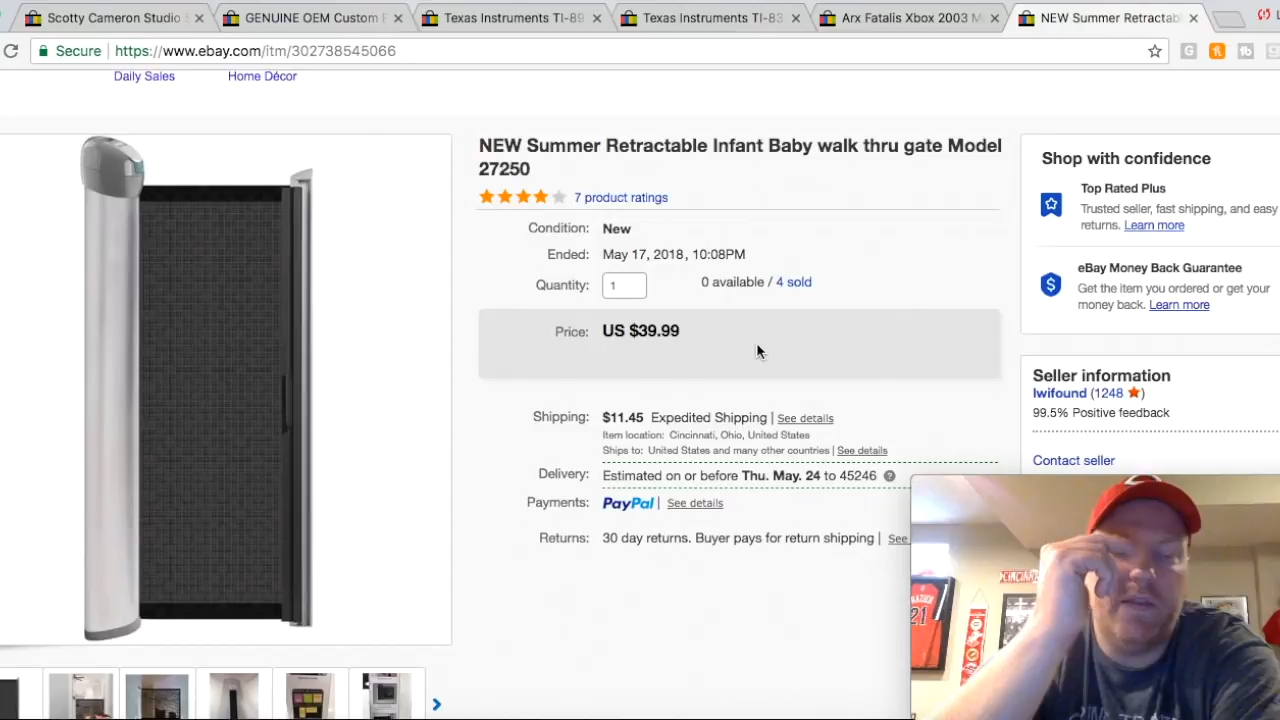 Scotty Cameron Studio
GENUINE OEM Custom
Texas Instruments TI-89
Texas Instruments TI-83
Arx Fatalis Xbox 2003
NEW Summer Retractabl
Secure https://www.ebay.com/itm/302738545066
Daily Sales Home Décor
NEW Summer Retractable Infant Baby walk thru gate Model
27250
7 product ratings
Condition: New
Ended: May 17, 2018, 10:08PM
Quantity: 1 0 available / 4 sold
Price: US $39.99
Shipping: $11.45 Expedited Shipping | See details
Item location: Cincinnati, Ohio, United States
Ships to: United States and many other countries | See details
Delivery: Estimated on or before Thu. May. 24 to 45246
Payments: PayPal | See details
Returns: 30 day returns. Buyer pays for return shipping | See
Shop with confidence
Top Rated Plus
Trusted seller, fast shipping, and easy
returns. Learn more
eBay Money Back Guarantee
Get the item you ordered or get your
money back. Learn more
Seller information
lwifound (1248 )
99.5% Positive feedback
Contact seller
FRAZIER
21
CINCINN